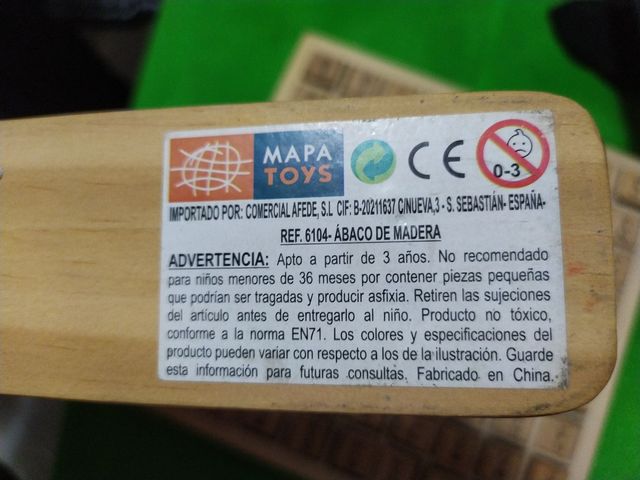 MAPA
TOYS
CE
0-3
IMPORTADO POR: COMERCIAL AFEDE, S.L CIF: B-20211637 C/NUEVA,3 - S. SEBASTIÁN- ESPAÑA-
REF. 6104- ÁBACO DE MADERA
ADVERTENCIA: Apto a partir de 3 años. No recomendado
para niños menores de 36 meses por contener piezas pequeñas
que podrían ser tragadas y producir asfixia. Retiren las sujeciones
del artículo antes de entregarlo al niño. Producto no tóxico,
conforme a la norma EN71. Los colores y especificaciones del
producto pueden variar con respecto a los de la ilustración. Guarde
esta información para futuras consultas. Fabricado en China.